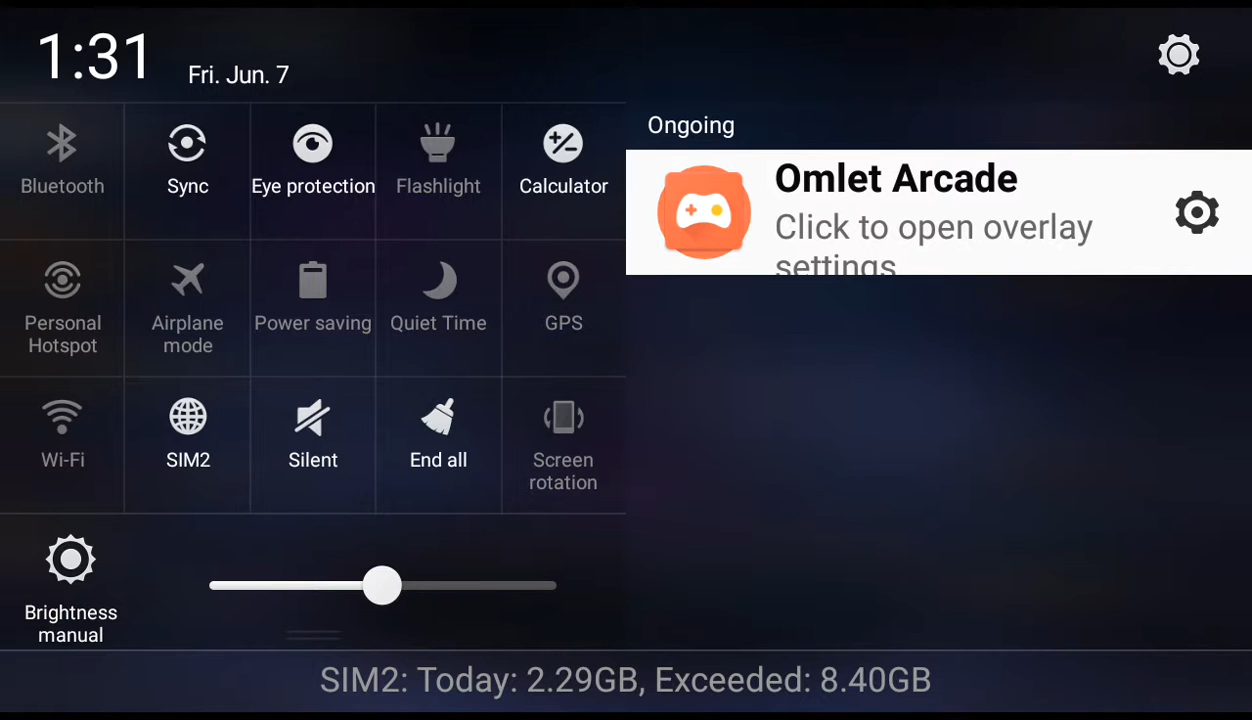 1:31
Fri. Jun. 7
Bluetooth
Sync
Eye protection
Flashlight
Calculator
Personal
Hotspot
Airplane
mode
Power saving
Quiet Time
GPS
Wi-Fi
SIM2
Silent
End all
Screen
rotation
Brightness
manual
Ongoing
Omlet Arcade
Click to open overlay
settings
SIM2: Today: 2.29GB, Exceeded: 8.40GB